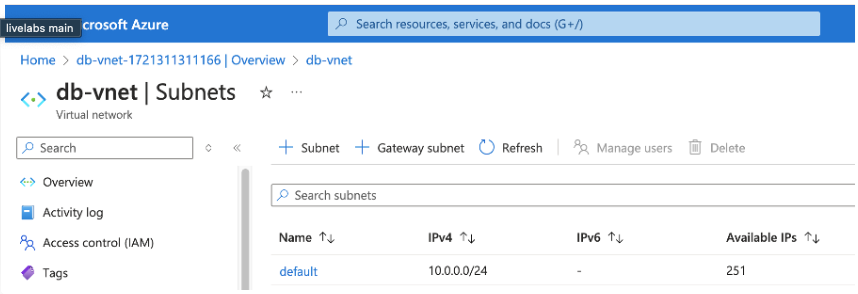 livelabs main
crosoft Azure
Search resources, services, and docs (G+/)
Home > db-vnet-1721311311166 | Overview > db-vnet
db-vnet | Subnets ☆ ...
Virtual network
Search
+ Subnet + Gateway subnet Refresh Manage users Delete
Overview
Search subnets
Activity log
Access control (IAM)
Name ↑↓ IPv4 ↑↓ IPv6 ↑↓ Available IPs ↑↓
Tags
default 10.0.0.0/24 - 251